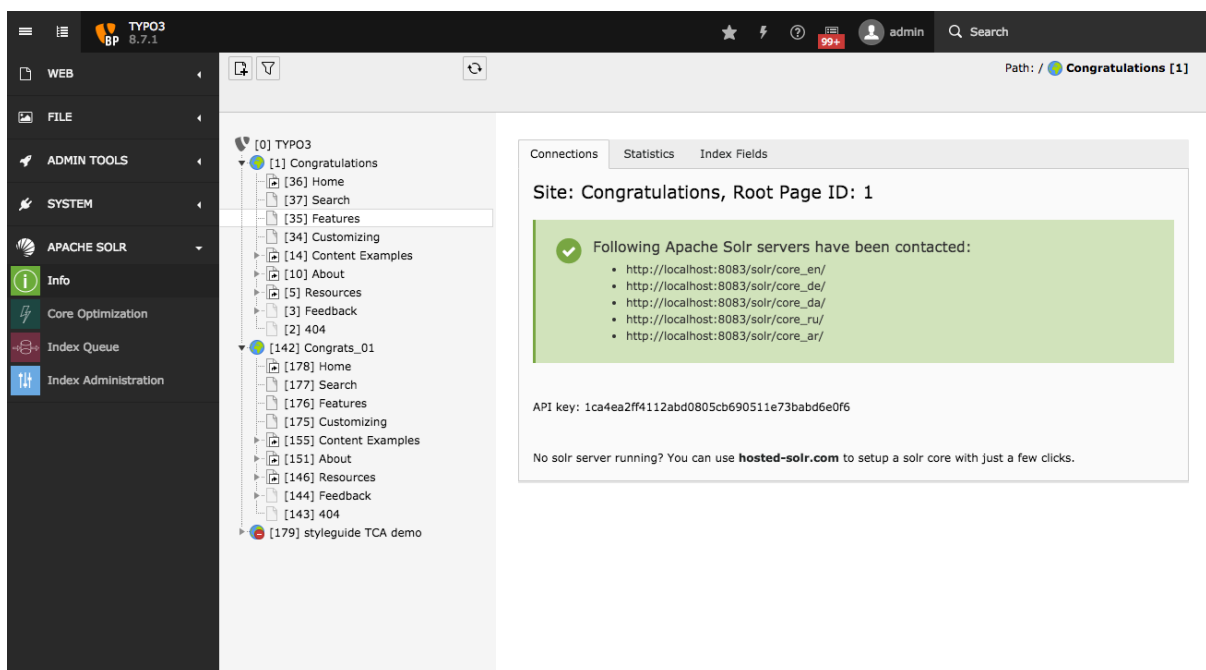 TYPO3
8.7.1
BP
99+
admin
Search
WEB
FILE
ADMIN TOOLS
SYSTEM
APACHE SOLR
Info
Core Optimization
Index Queue
Index Administration
Path: / Congratulations [1]
[0] TYPO3
[1] Congratulations
[36] Home
[37] Search
[35] Features
[34] Customizing
[14] Content Examples
[10] About
[5] Resources
[3] Feedback
[2] 404
[142] Congrats_01
[178] Home
[177] Search
[176] Features
[175] Customizing
[155] Content Examples
[151] About
[146] Resources
[144] Feedback
[143] 404
[179] styleguide TCA demo
Connections Statistics Index Fields
Site: Congratulations, Root Page ID: 1
Following Apache Solr servers have been contacted:
http://localhost:8083/solr/core_en/
http://localhost:8083/solr/core_de/
http://localhost:8083/solr/core_da/
http://localhost:8083/solr/core_ru/
http://localhost:8083/solr/core_ar/
API key: 1ca4ea2ff4112abd0805cb690511e73babd6e0f6
No solr server running? You can use hosted-solr.com to setup a solr core with just a few clicks.